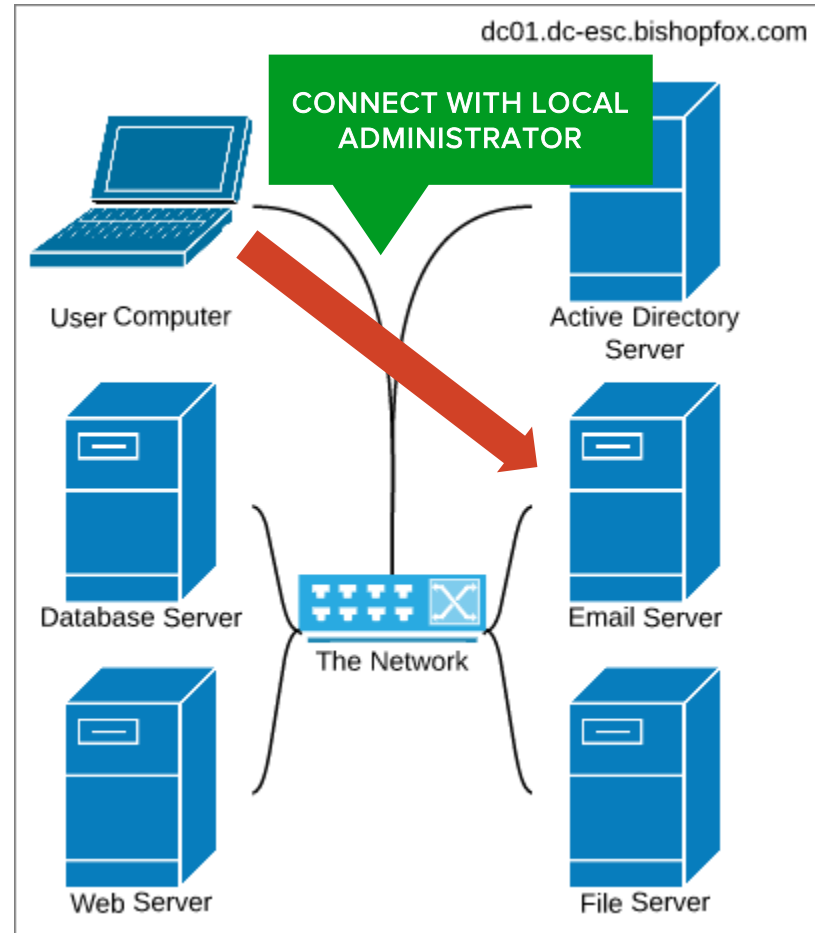 dc01.dc-esc.bishopfox.com
CONNECT WITH LOCAL
ADMINISTRATOR
User Computer
Active Directory
Server
Database Server
Email Server
The Network
Web Server
File Server